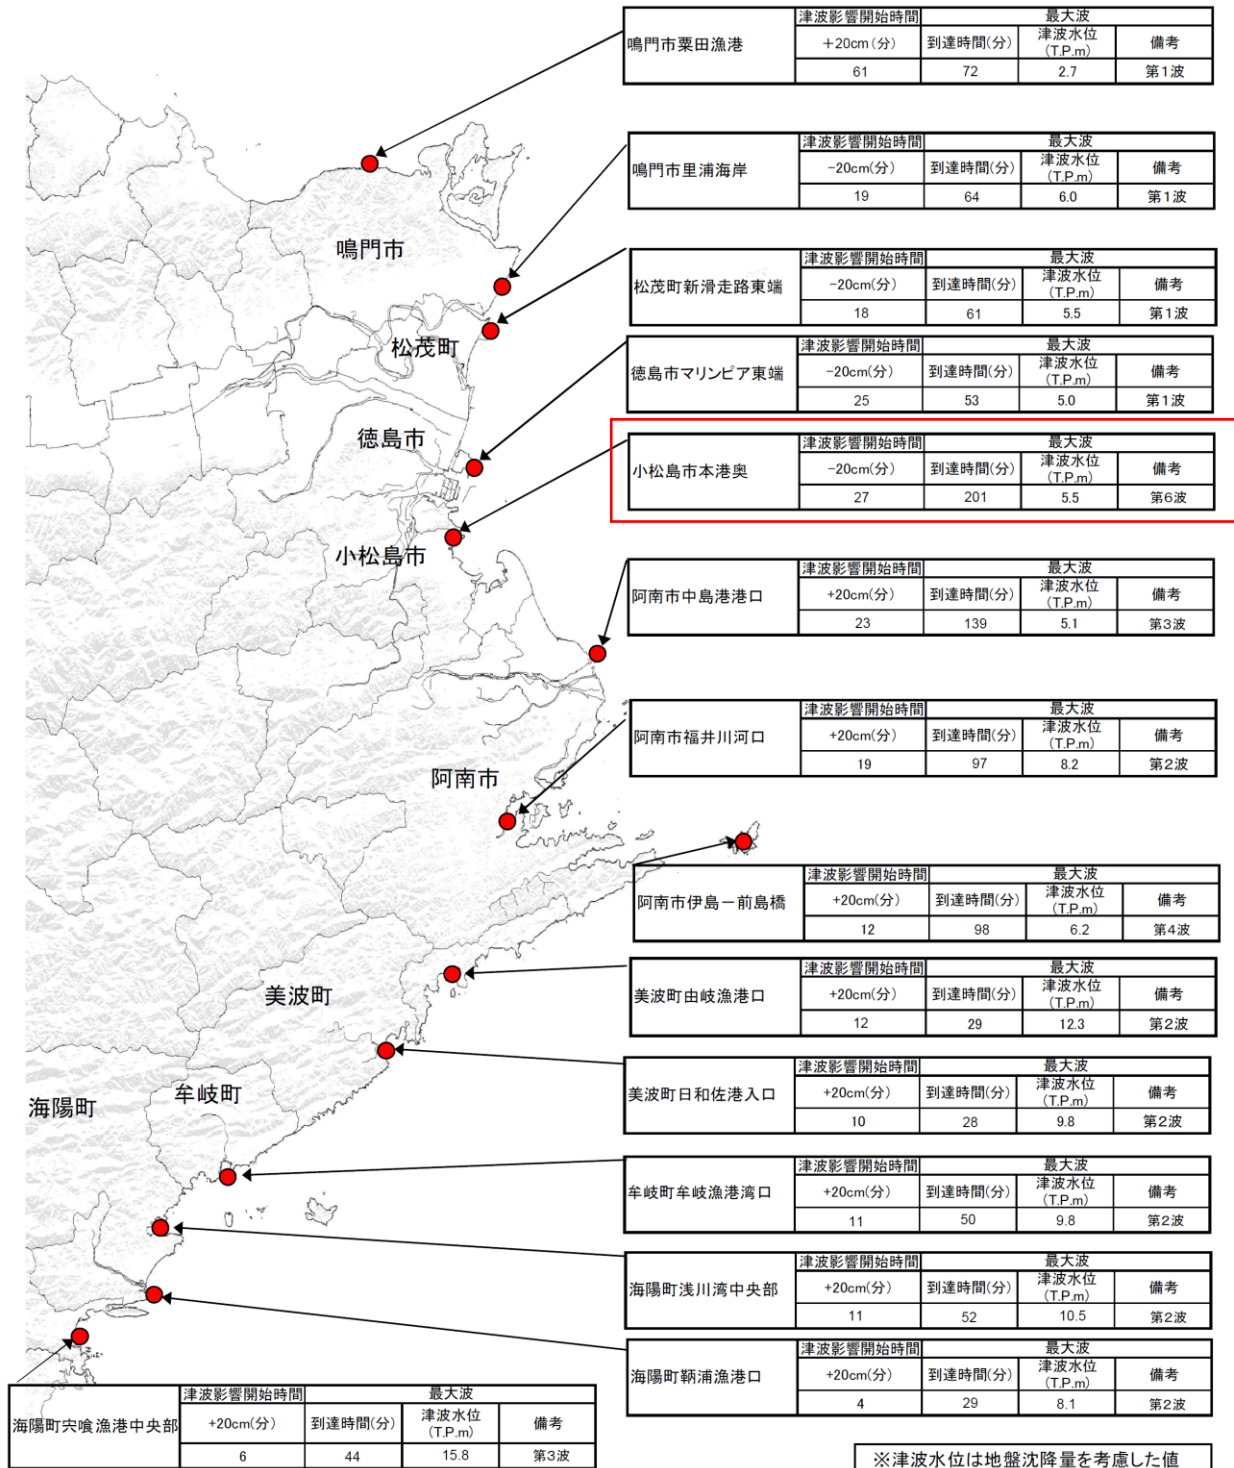 鳴門市粟田漁港
津波影響開始時間 最大波
+20cm(分) 到達時間(分) 津波水位(T.P.m) 備考
61 72 2.7 第1波
鳴門市里浦海岸
津波影響開始時間 最大波
-20cm(分) 到達時間(分) 津波水位(T.P.m) 備考
19 64 6.0 第1波
松茂町新滑走路東端
津波影響開始時間 最大波
-20cm(分) 到達時間(分) 津波水位(T.P.m) 備考
18 61 5.5 第1波
徳島市マリンピア東端
津波影響開始時間 最大波
-20cm(分) 到達時間(分) 津波水位(T.P.m) 備考
25 53 5.0 第1波
小松島市本港奥
津波影響開始時間 最大波
-20cm(分) 到達時間(分) 津波水位(T.P.m) 備考
27 201 5.5 第6波
阿南市中島港港口
津波影響開始時間 最大波
+20cm(分) 到達時間(分) 津波水位(T.P.m) 備考
23 139 5.1 第3波
阿南市福井川河口
津波影響開始時間 最大波
+20cm(分) 到達時間(分) 津波水位(T.P.m) 備考
19 97 8.2 第2波
阿南市伊島ー前島橋
津波影響開始時間 最大波
+20cm(分) 到達時間(分) 津波水位(T.P.m) 備考
12 98 6.2 第4波
美波町由岐漁港口
津波影響開始時間 最大波
+20cm(分) 到達時間(分) 津波水位(T.P.m) 備考
12 29 12.3 第2波
美波町日和佐港入口
津波影響開始時間 最大波
+20cm(分) 到達時間(分) 津波水位(T.P.m) 備考
10 28 9.8 第2波
牟岐町牟岐漁港湾口
津波影響開始時間 最大波
+20cm(分) 到達時間(分) 津波水位(T.P.m) 備考
11 50 9.8 第2波
海陽町浅川湾中央部
津波影響開始時間 最大波
+20cm(分) 到達時間(分) 津波水位(T.P.m) 備考
11 52 10.5 第2波
海陽町鞆浦漁港口
津波影響開始時間 最大波
+20cm(分) 到達時間(分) 津波水位(T.P.m) 備考
4 29 8.1 第2波
海陽町宍喰漁港中央部
津波影響開始時間 最大波
+20cm(分) 到達時間(分) 津波水位(T.P.m) 備考
6 44 15.8 第3波
鳴門市
松茂町
徳島市
小松島市
阿南市
美波町
牟岐町
海陽町
※津波水位は地盤沈降量を考慮した値